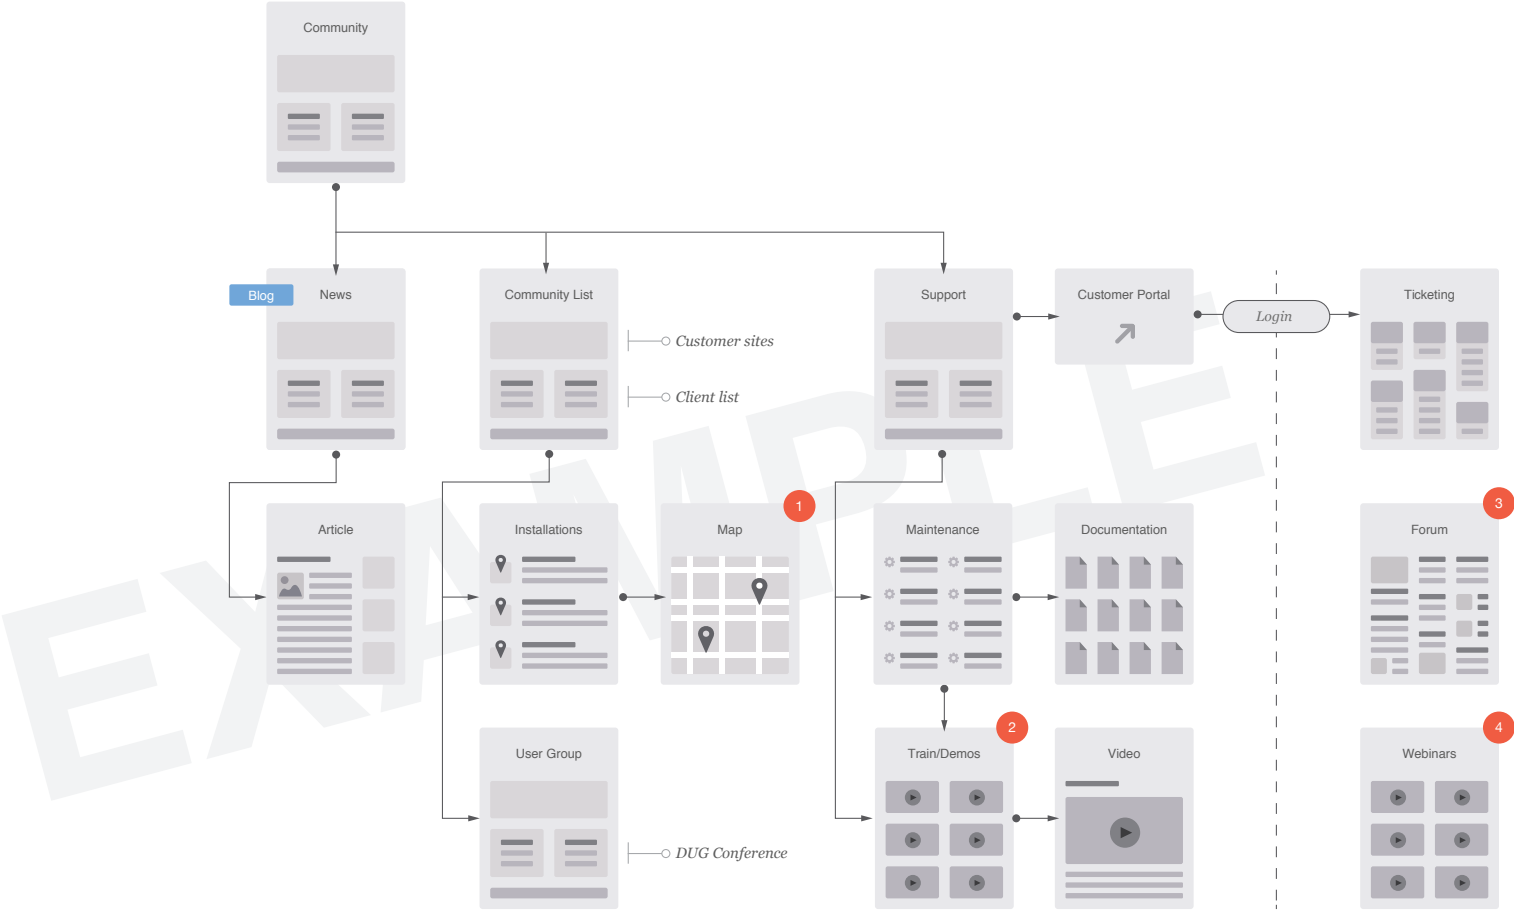 Community
Blog
News
Community List
Support
Customer Portal
Login
Ticketing
Customer sites
Client list
Article
Installations
Map
1
Maintenance
Documentation
Forum
3
User Group
Train/Demos
2
Video
Webinars
4
DUG Conference
EXAMPLE